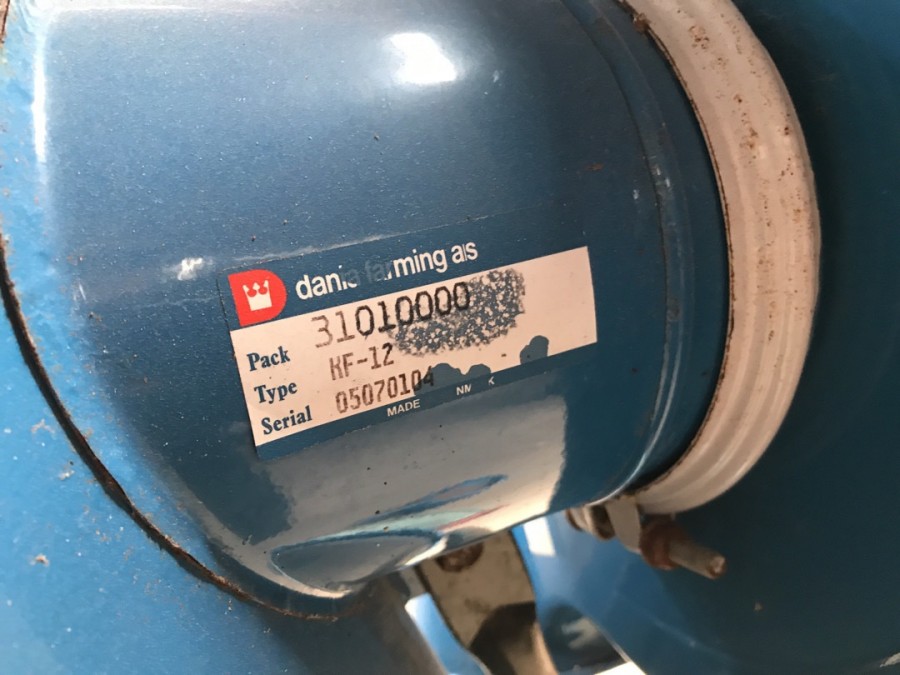 dania farming a/s
Pack 31010000
Type KF-12
Serial 05070104
MADE